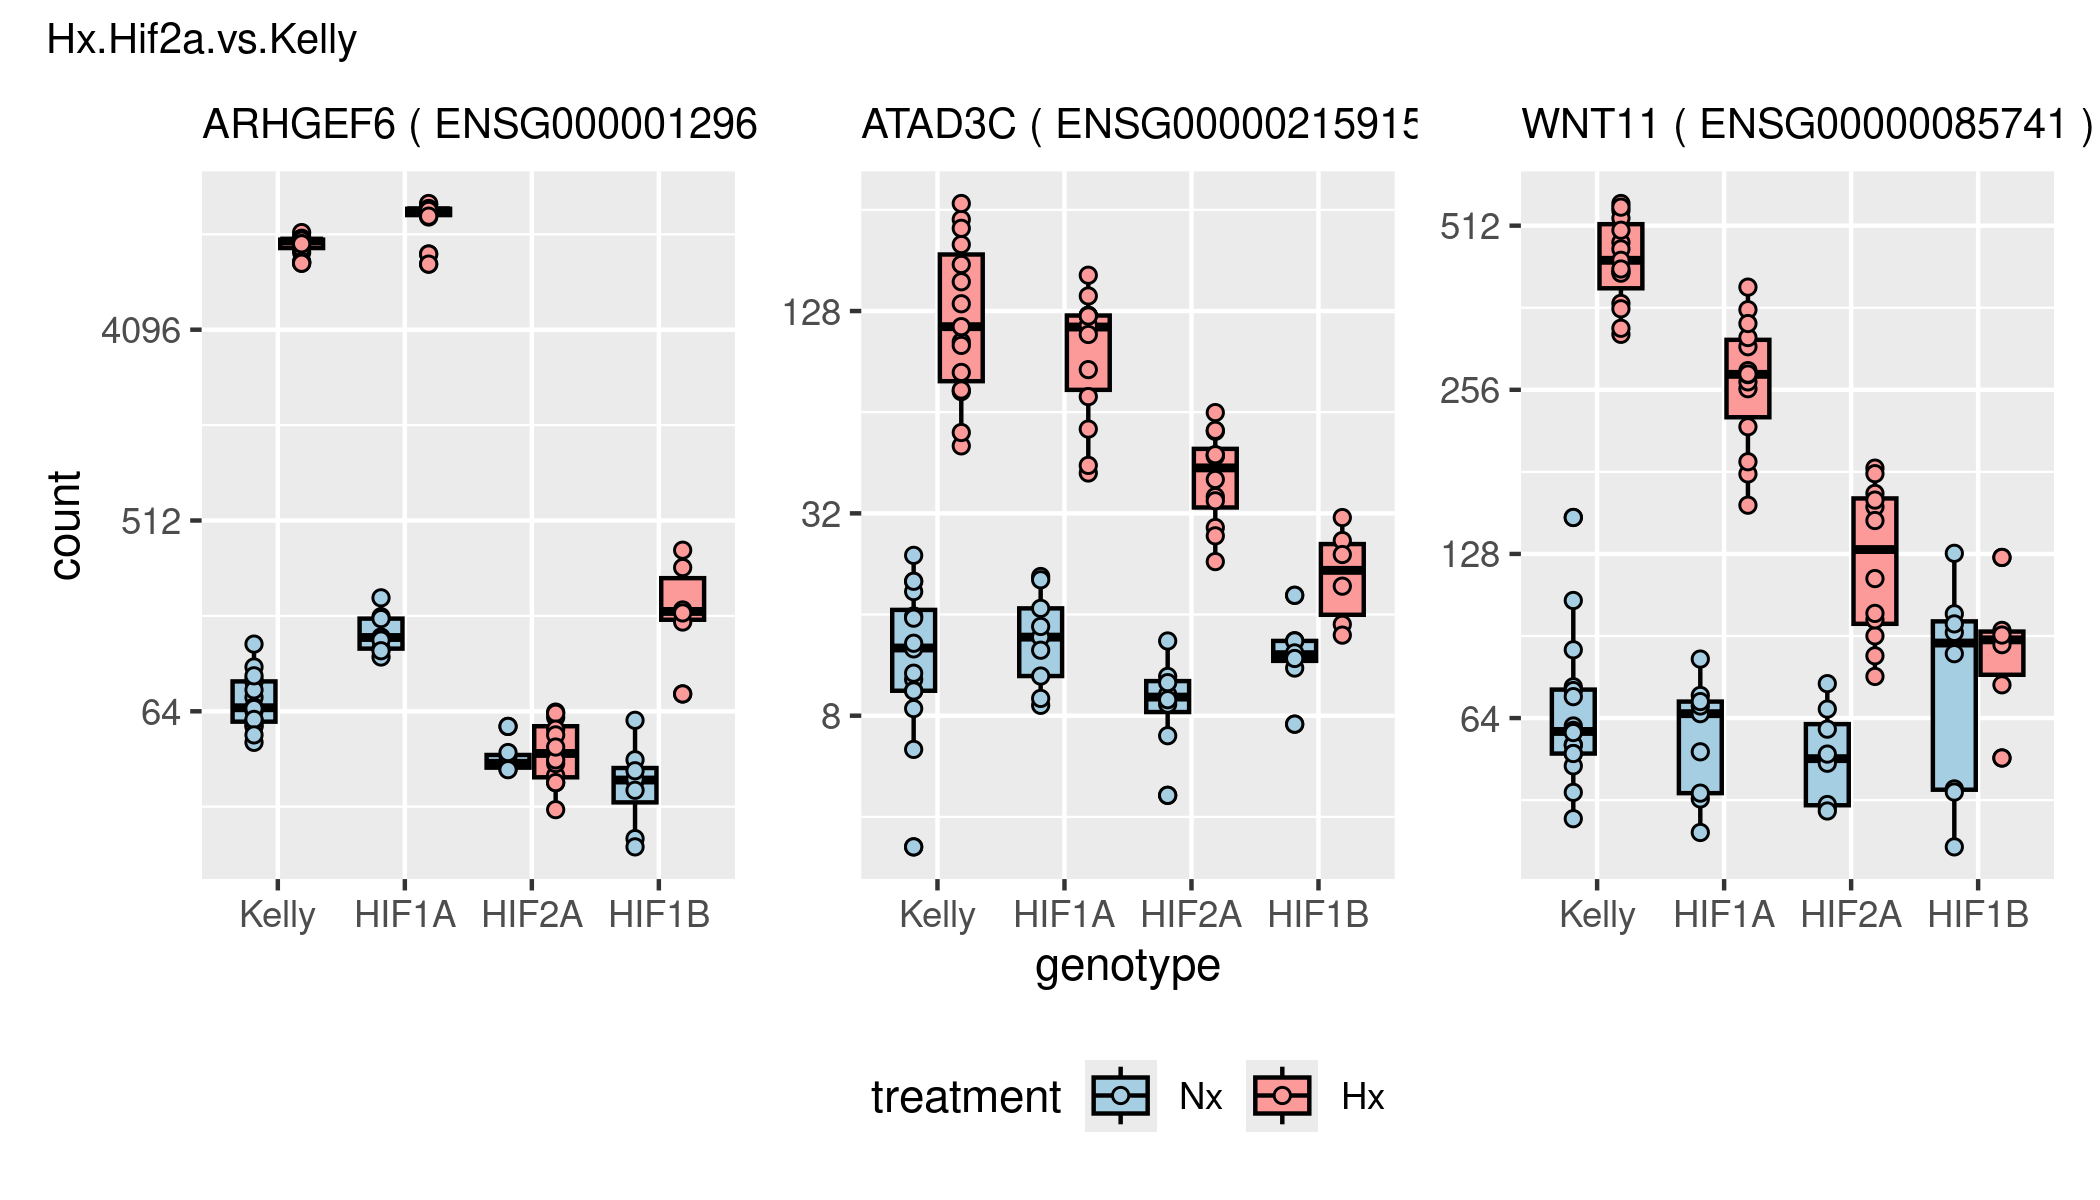 Hx.Hif2a.vs.Kelly
ARHGEF6 ( ENSG000001296
ATAD3C ( ENSG00000215915
WNT11 ( ENSG00000085741 )
count
4096
512
64
128
32
8
512
256
128
64
Kelly HIF1A HIF2A HIF1B
Kelly HIF1A HIF2A HIF1B
Kelly HIF1A HIF2A HIF1B
genotype
treatment Nx Hx